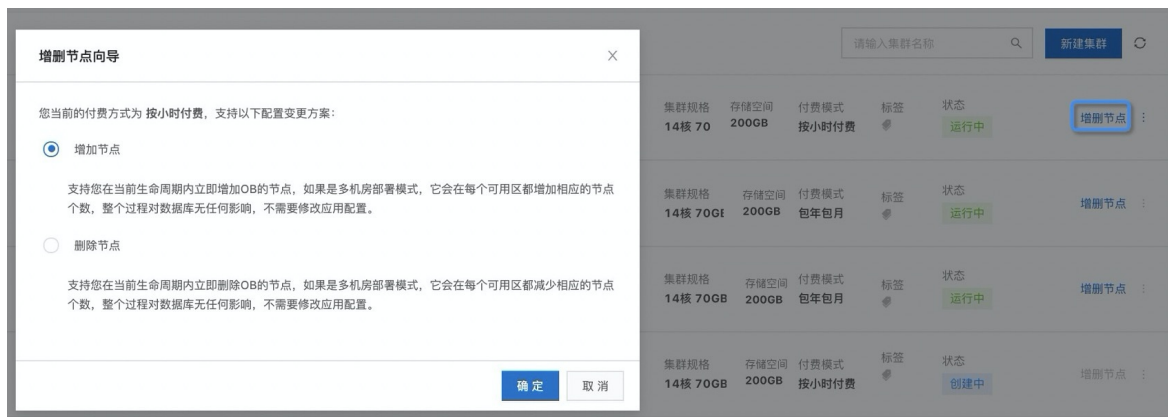 增删节点向导
您当前的付费方式为 按小时付费，支持以下配置变更方案：
增加节点
支持您在当前生命周期内立即增加OB的节点，如果是多机房部署模式，它会在每个可用区都增加相应的节点
个数，整个过程对数据库无任何影响，不需要修改应用配置。
删除节点
支持您在当前生命周期内立即删除OB的节点，如果是多机房部署模式，它会在每个可用区都减少相应的节点
个数，整个过程对数据库无任何影响，不需要修改应用配置。
确定 取消
请输入集群名称 新建集群
集群规格 存储空间 付费模式 标签 状态
14核 70 200GB 按小时付费 运行中 增删节点
集群规格 存储空间 付费模式 标签 状态
14核 70GB 200GB 包年包月 运行中 增删节点
集群规格 存储空间 付费模式 标签 状态
14核 70GB 200GB 包年包月 运行中 增删节点
集群规格 存储空间 付费模式 标签 状态
14核 70GB 200GB 按小时付费 创建中 增删节点